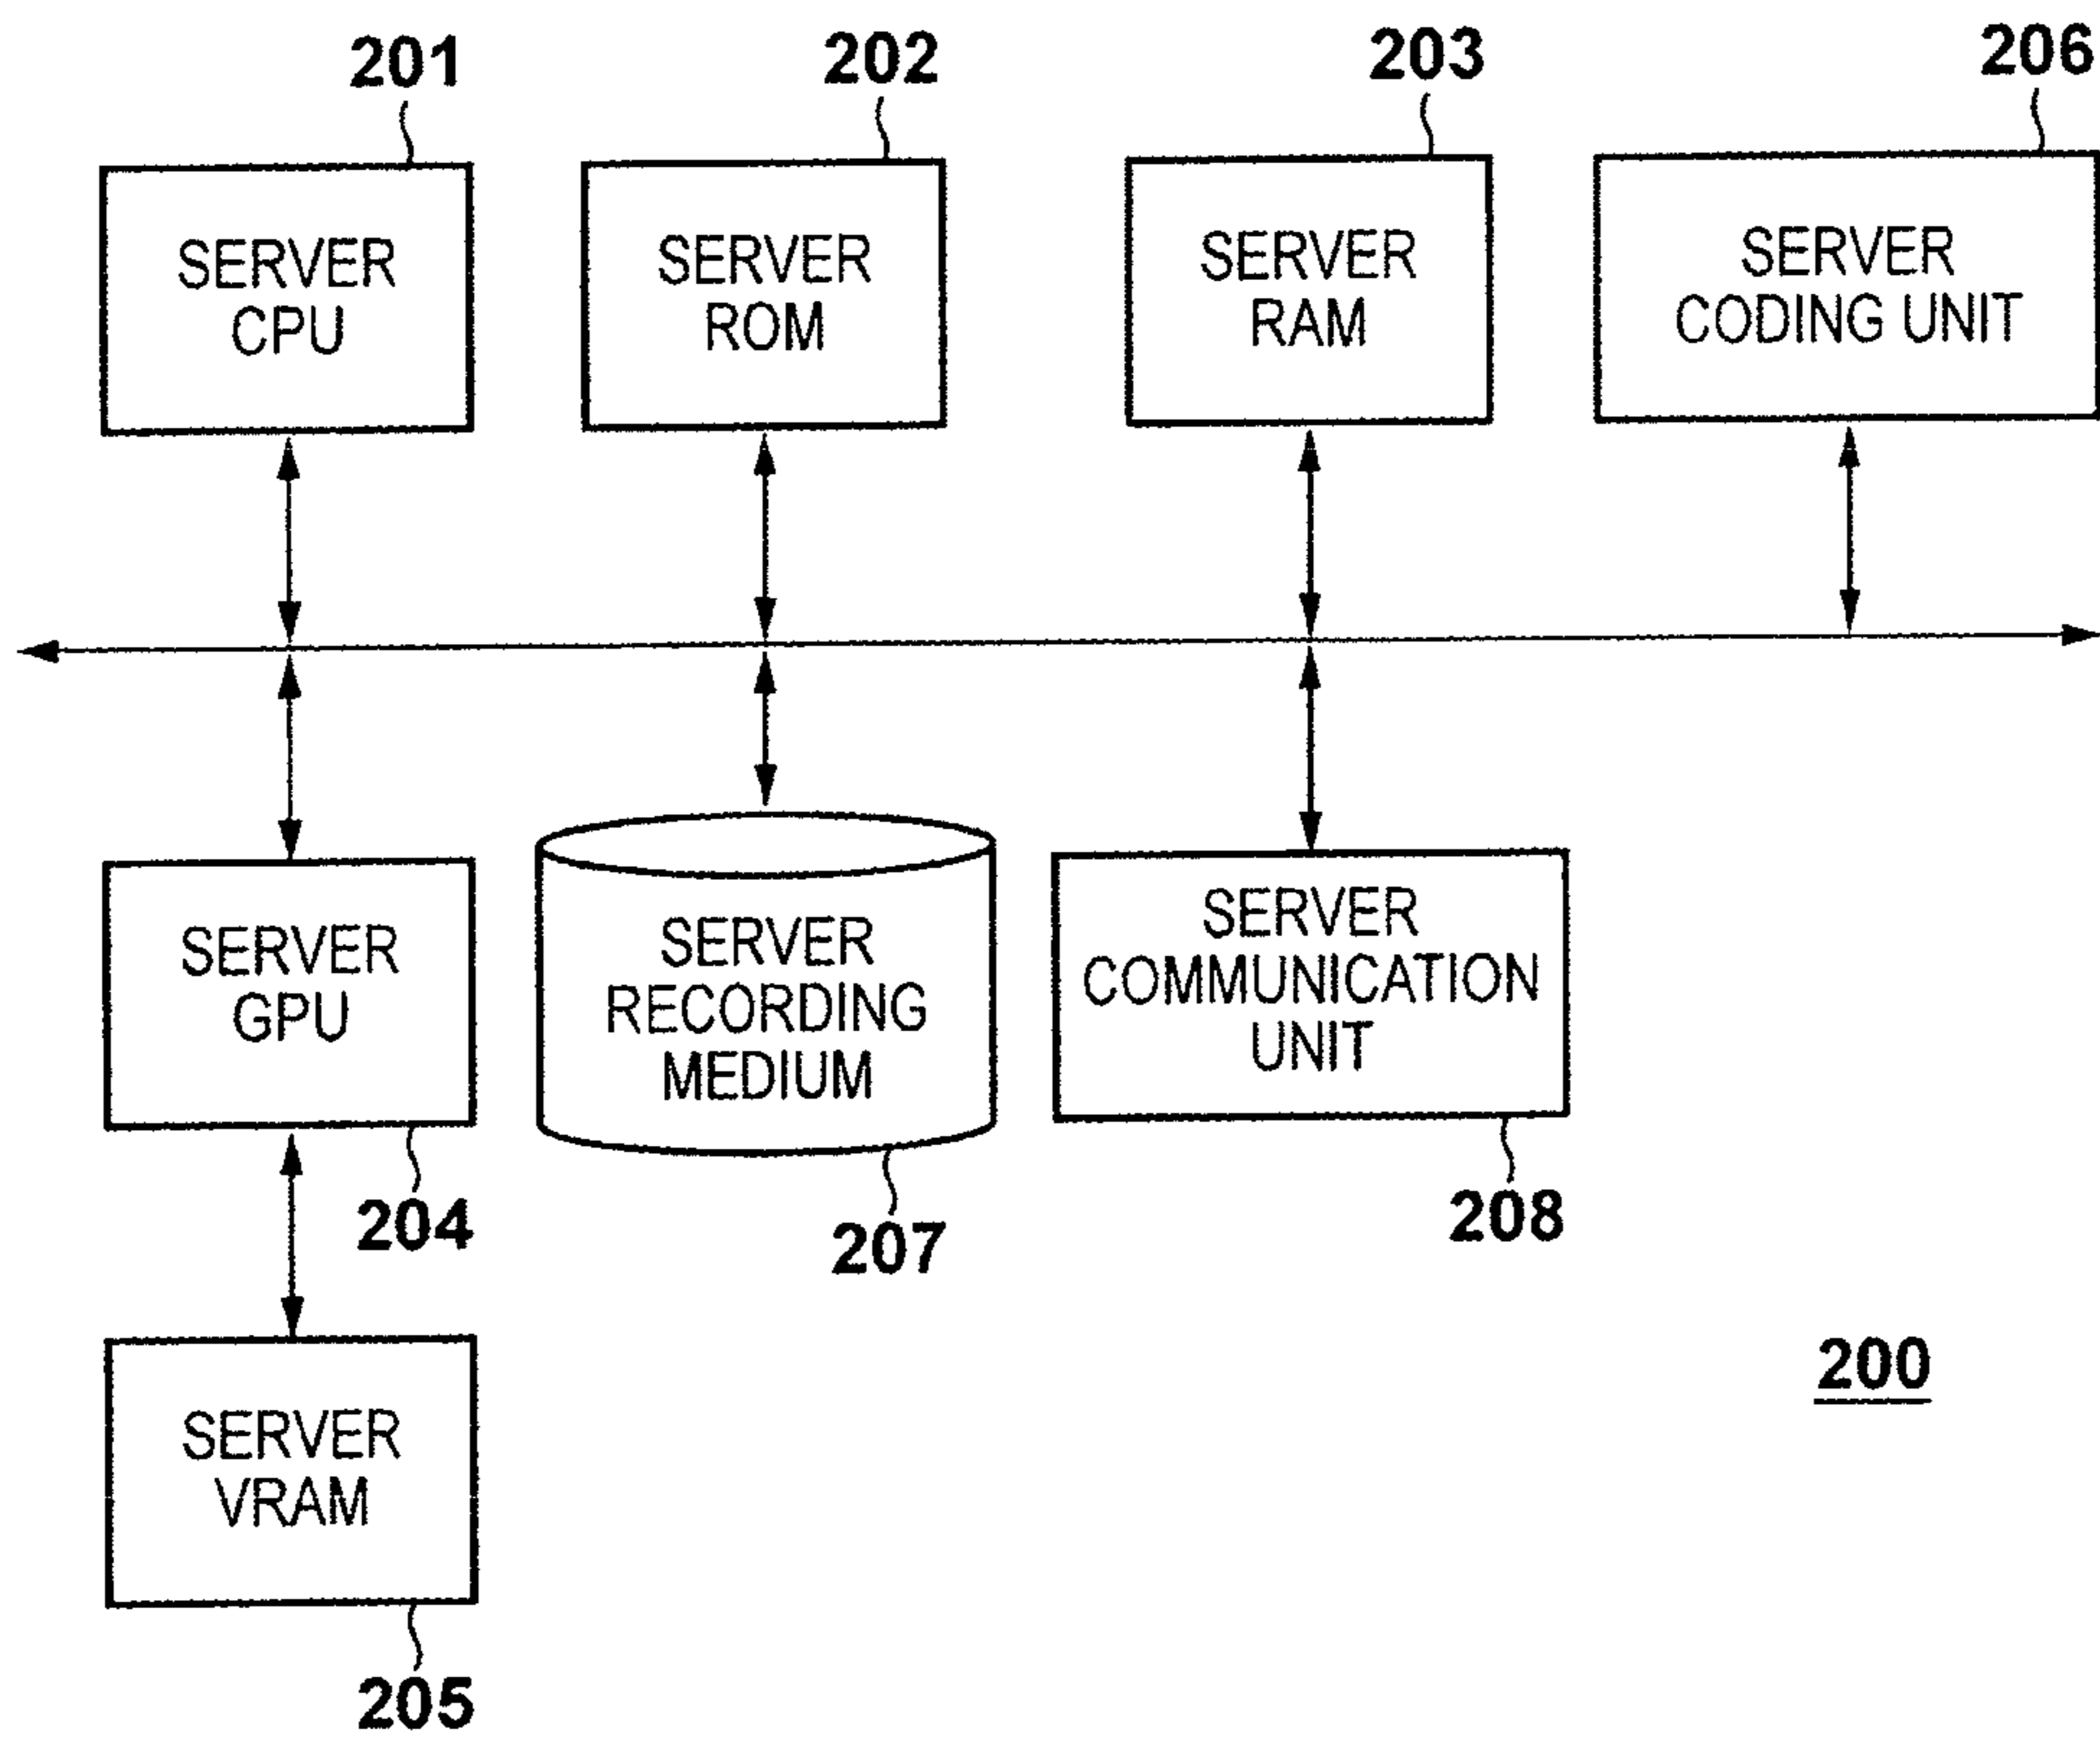 201
202
203
206
SERVER
CPU
SERVER
ROM
SERVER
RAM
SERVER
CODING UNIT
SERVER
GPU
SERVER
RECORDING
MEDIUM
SERVER
COMMUNICATION
UNIT
204
207
208
SERVER
VRAM
200
205